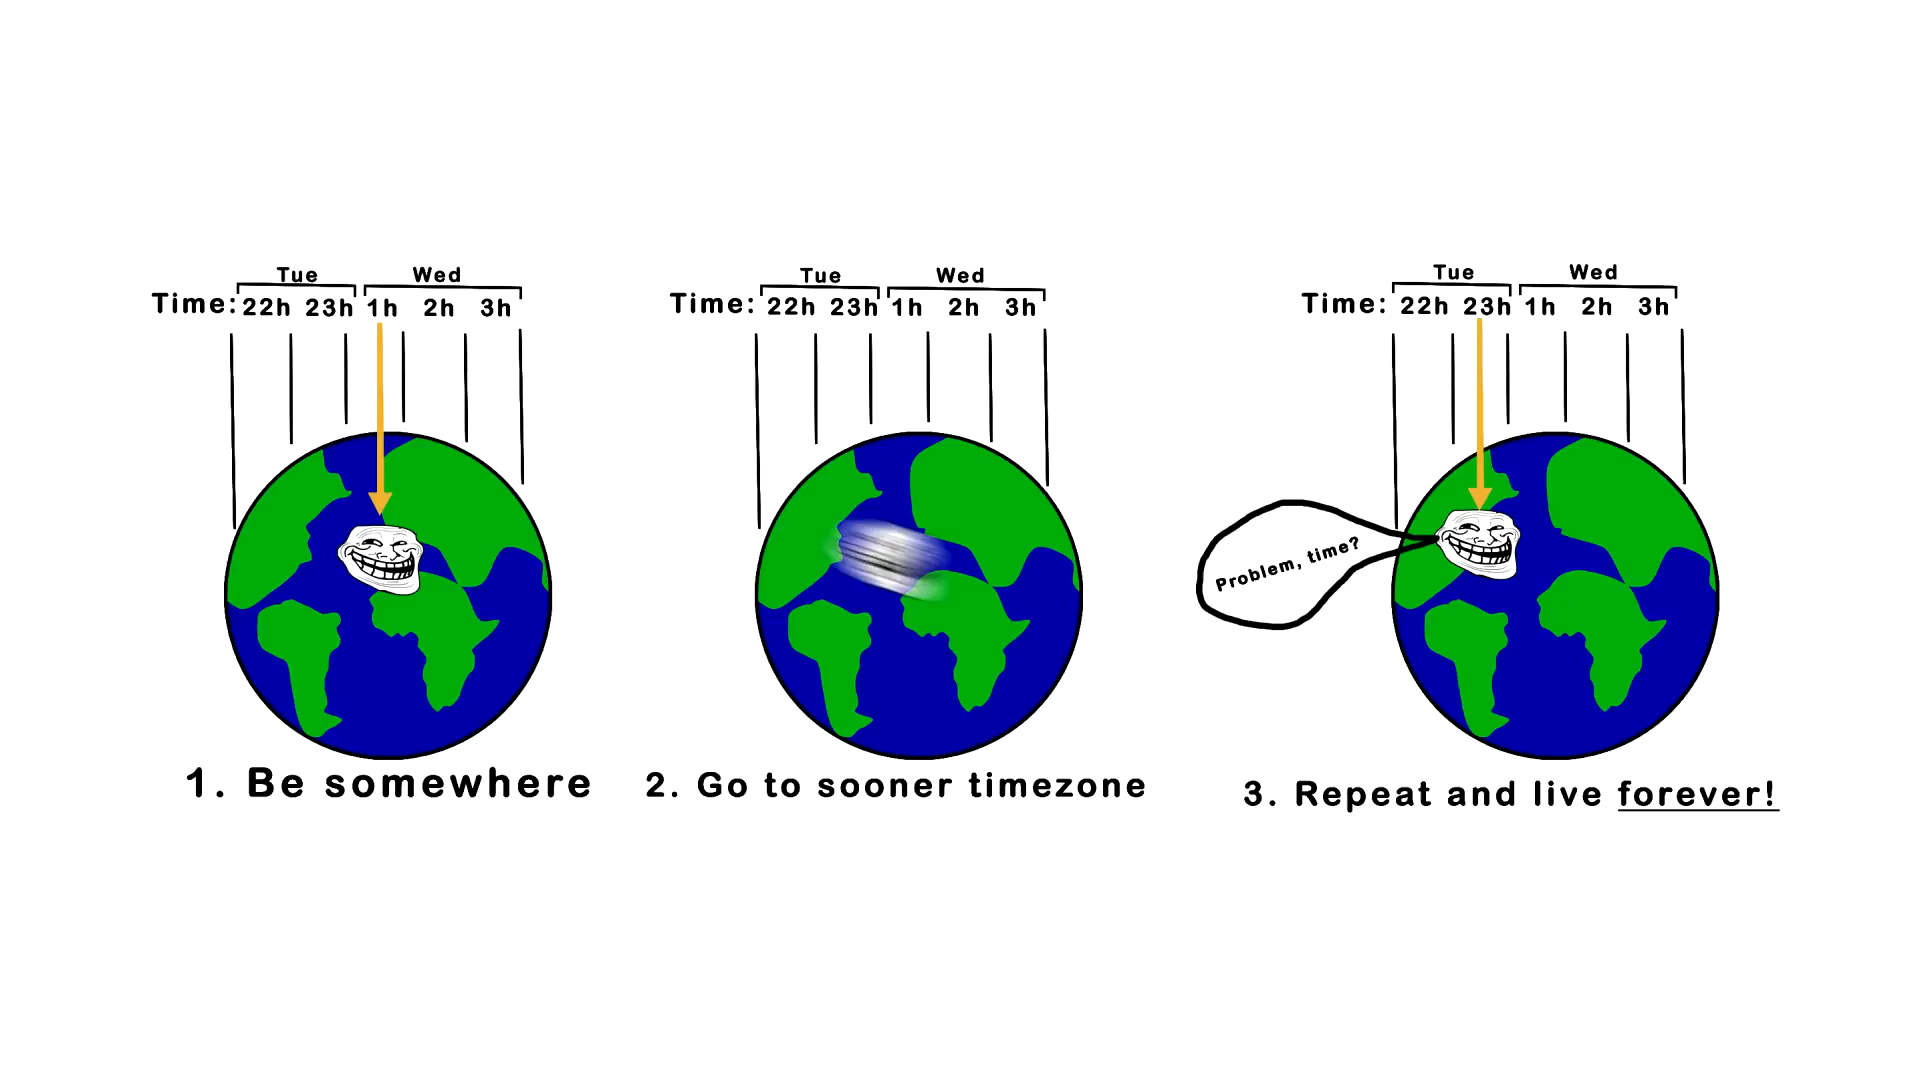 Tue Wed
Time: 22h 23h 1h 2h 3h
1. Be somewhere
Tue Wed
Time: 22h 23h 1h 2h 3h
2. Go to sooner timezone
Tue Wed
Time: 22h 23h 1h 2h 3h
Problem, time?
3. Repeat and live forever!